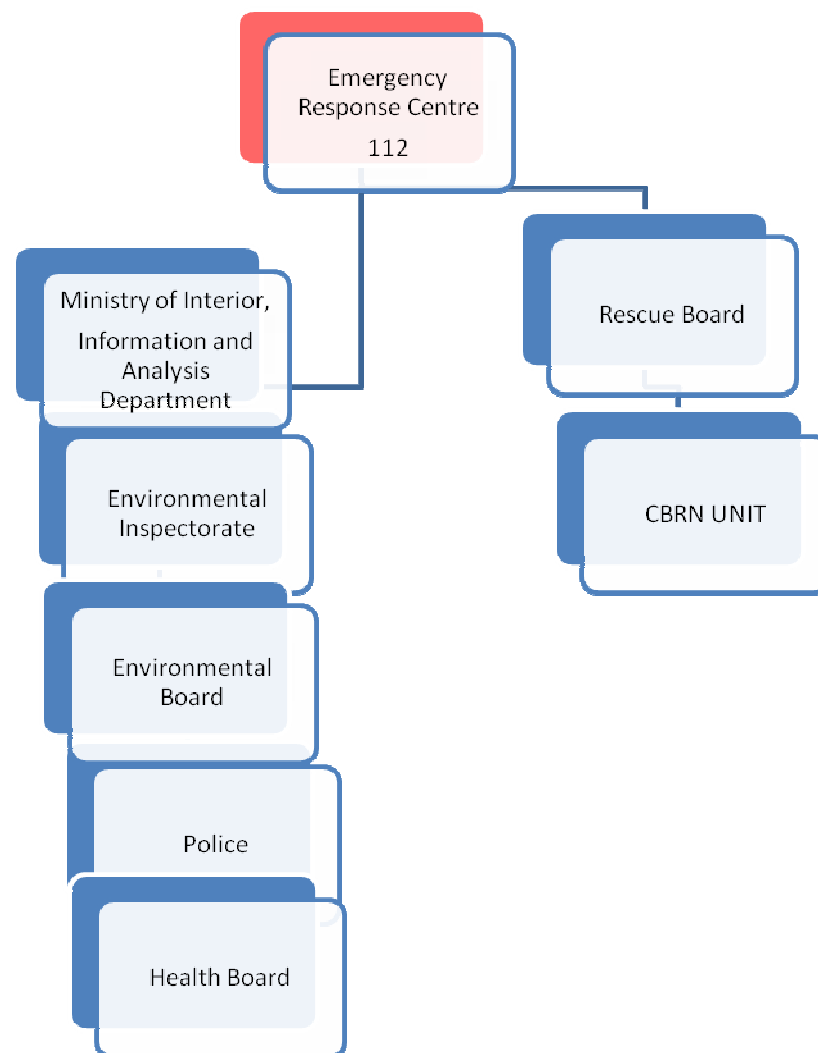 Emergency
Response Centre
112
Ministry of Interior,
Information and
Analysis
Department
Rescue Board
Environmental
Inspectorate
CBRN UNIT
Environmental
Board
Police
Health Board